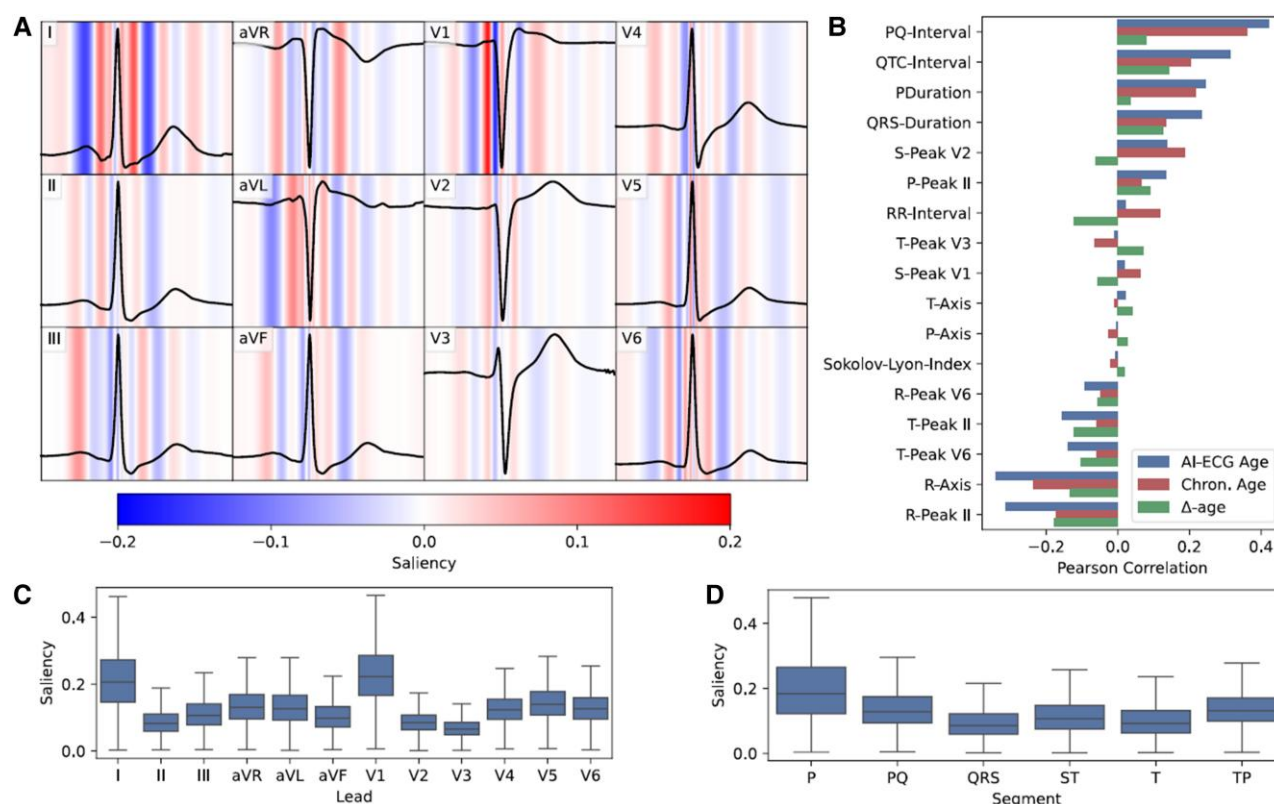 A
I
aVR
V1
V4
II
aVL
V2
V5
III
aVF
V3
V6
−0.2
−0.1
0.0
0.1
0.2
Saliency
B
PQ-Interval
QTC-Interval
PDuration
QRS-Duration
S-Peak V2
P-Peak II
RR-Interval
T-Peak V3
S-Peak V1
T-Axis
P-Axis
Sokolov-Lyon-Index
R-Peak V6
T-Peak II
T-Peak V6
R-Axis
R-Peak II
AI-ECG Age
Chron. Age
Δ-age
−0.2
0.0
0.2
0.4
Pearson Correlation
C
Saliency
0.4
0.2
0.0
I
II
III
aVR
aVL
aVF
V1
V2
V3
V4
V5
V6
Lead
D
Saliency
0.4
0.2
0.0
P
PQ
QRS
ST
T
TP
Segment